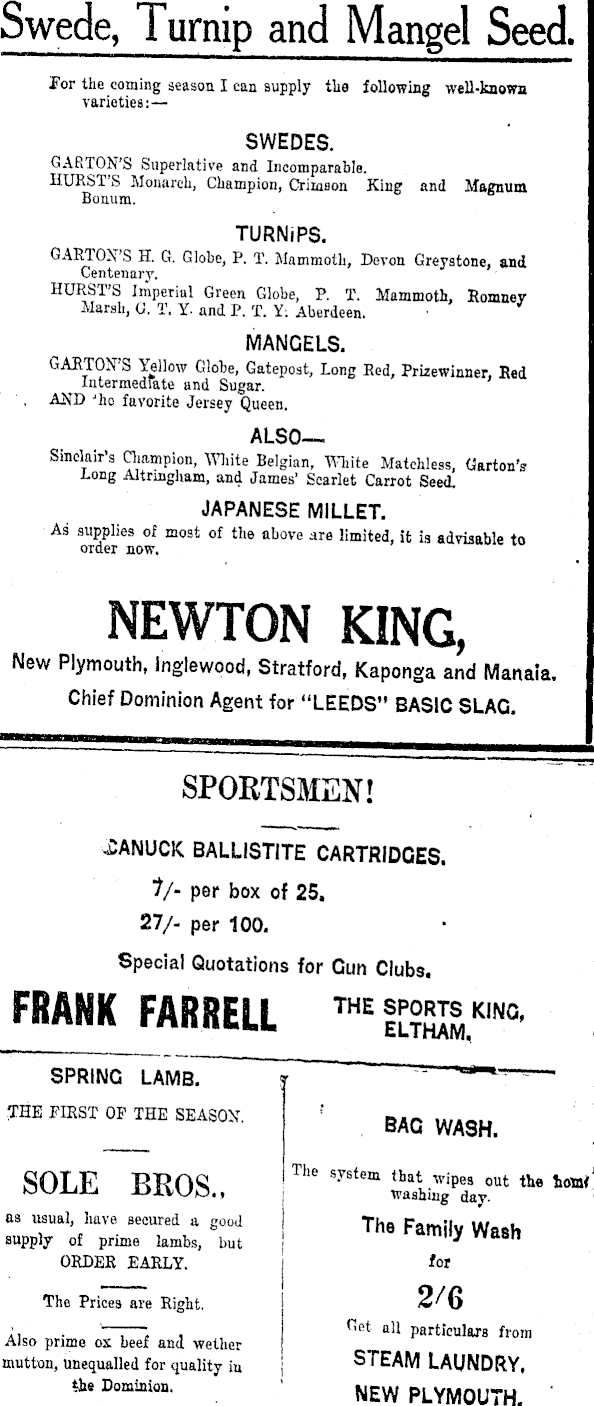 Swede, Turnip and Mangel Seed.
For the coming season I can supply the following well-known
varieties:—
SWEDES.
GARTON'S Superlative and Incomparable.
HURST'S Monarch, Champion, Crimson King and Magnum
Bonum.
TURNIPS.
GARTON'S H. G. Globe, P. T. Mammoth, Devon Greystone, and
Centenary.
HURST'S Imperial Green Globe, P. T. Mammoth, Romney
Marsh, G. T. Y. and P. T. Y. Aberdeen.
MANGELS.
GARTON'S Yellow Globe, Gatepost, Long Red, Prizewinner, Red
Intermediate and Sugar.
AND the favorite Jersey Queen.
ALSO—
Sinclair's Champion, White Belgian, White Matchless, Garton's
Long Altringham, and James' Scarlet Carrot Seed.
JAPANESE MILLET.
As supplies of most of the above are limited, it is advisable to
order now.
NEWTON KING,
New Plymouth, Inglewood, Stratford, Kaponga and Manaia.
Chief Dominion Agent for "LEEDS" BASIC SLAG.
SPORTSMEN!
CANUCK BALLISTITE CARTRIDGES.
7/- per box of 25.
27/- per 100.
Special Quotations for Gun Clubs.
FRANK FARRELL
THE SPORTS KING,
ELTHAM.
SPRING LAMB.
THE FIRST OF THE SEASON.
SOLE BROS.,
as usual, have secured a good
supply of prime lambs, but
ORDER EARLY.
The Prices are Right.
Also prime ox beef and wether
mutton, unequalled for quality in
the Dominion.
BAG WASH.
The system that wipes out the home
washing day.
The Family Wash
for
2/6
Get all particulars from
STEAM LAUNDRY,
NEW PLYMOUTH.